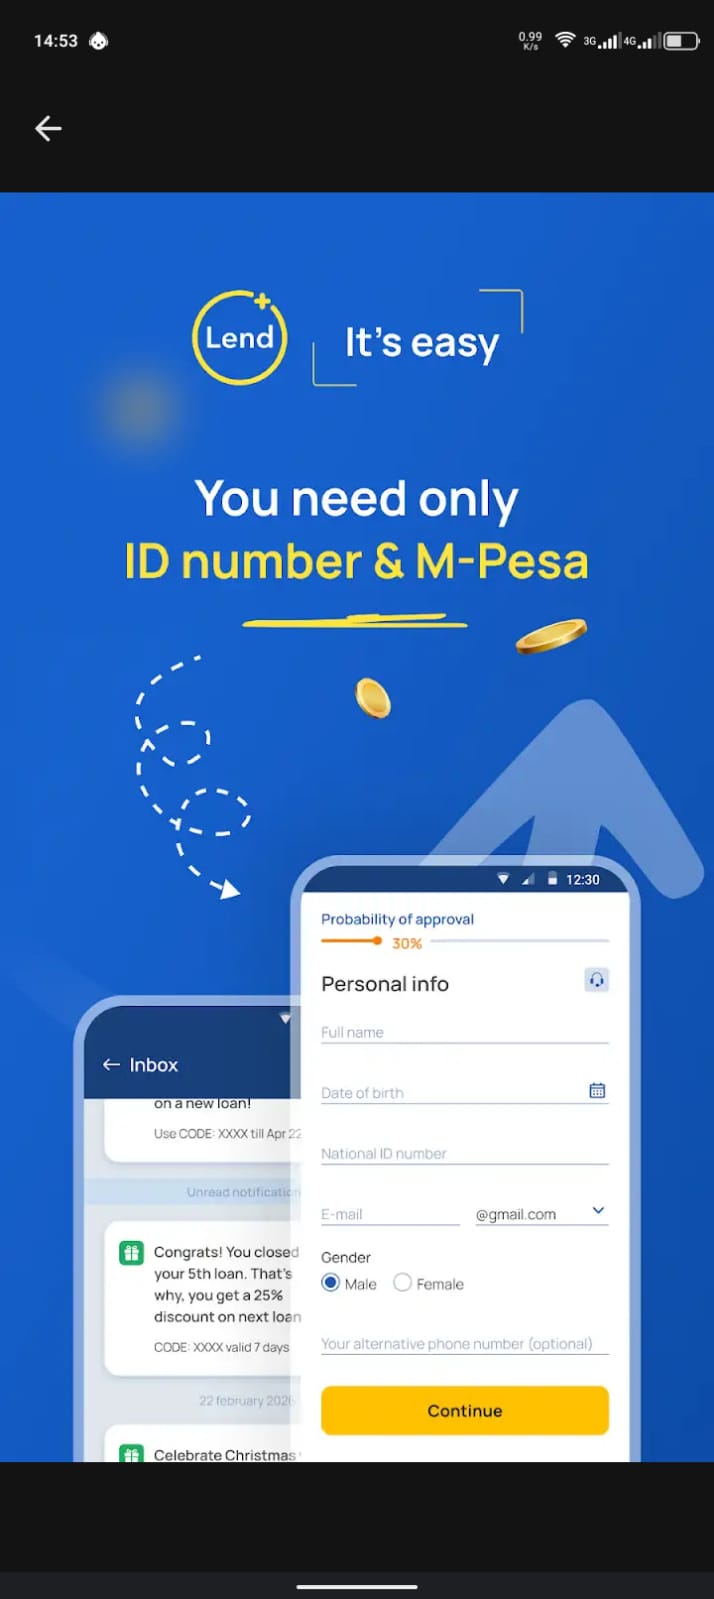 14:53
0.99
K/s
3G
4G
Lend
It's easy
You need only
ID number & M-Pesa
12:30
Probability of approval
30%
Personal info
Full name
Date of birth
National ID number
E-mail
@gmail.com
Gender
Male
Female
Your alternative phone number (optional)
Continue
Inbox
on a new loan!
Use CODE: XXXX till Apr 22
Unread notification
Congrats! You closed
your 5th loan. That's
why, you get a 25%
discount on next loan
CODE: XXXX valid 7 days
22 february 2026
Celebrate Christmas